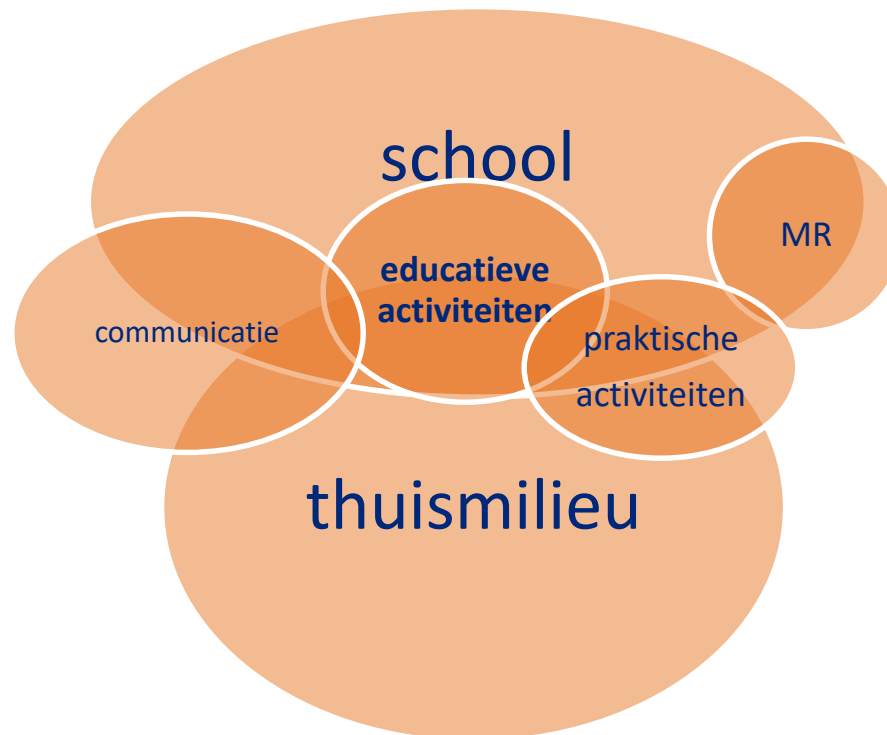 school
MR
educatieve
activiteiten
communicatie
praktische
activiteiten
thuismilieu